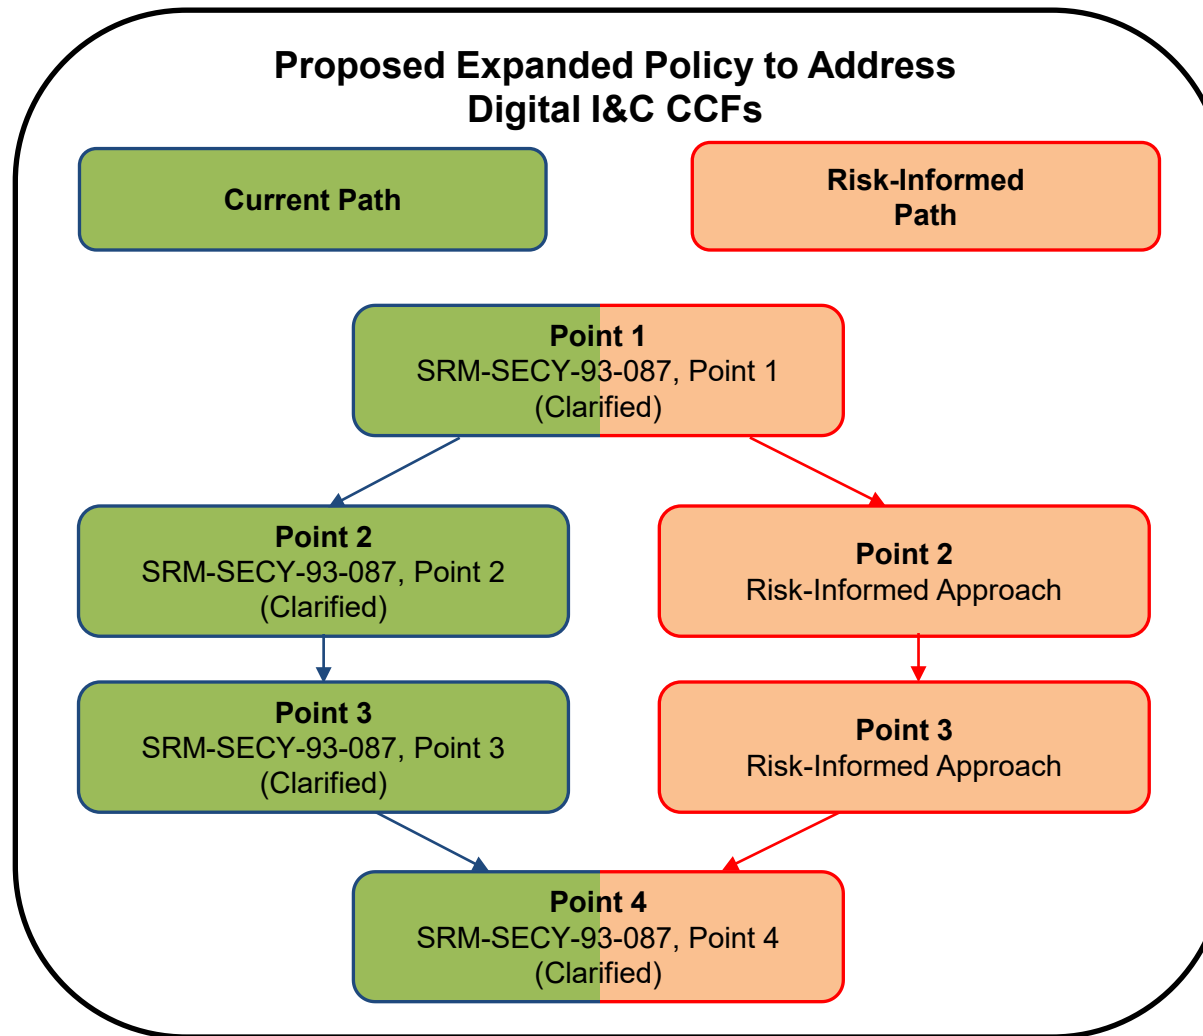 Proposed Expanded Policy to Address
Digital I&C CCFs
Current Path
Risk-Informed
Path
Point 1
SRM-SECY-93-087, Point 1
(Clarified)
Point 2
SRM-SECY-93-087, Point 2
(Clarified)
Point 2
Risk-Informed Approach
Point 3
SRM-SECY-93-087, Point 3
(Clarified)
Point 3
Risk-Informed Approach
Point 4
SRM-SECY-93-087, Point 4
(Clarified)